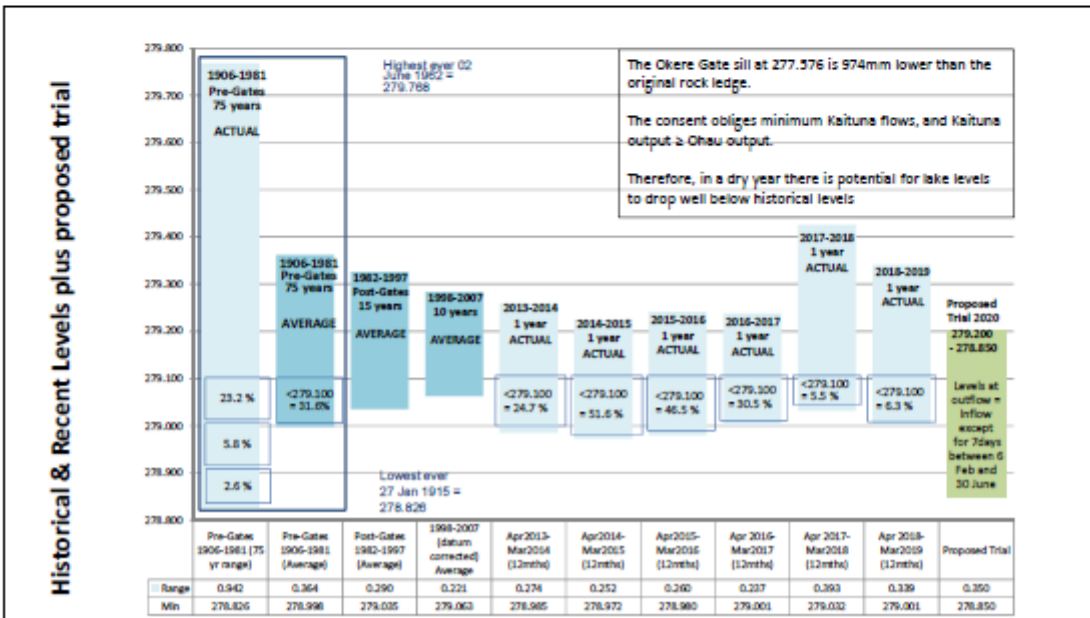 Historical & Recent Levels plus proposed trial
279.800
279.700
279.600
279.500
279.400
279.300
279.200
279.100
279.000
278.900
278.800
1906-1981
Pre-Gates
75 years
ACTUAL
23.2 %
5.8 %
2.6 %
Highest ever 02
June 1962 =
279.768
Lowest ever
27 Jan 1915 =
278.826
The Okere Gate sill at 277.576 is 974mm lower than the
original rock ledge.
The consent obliges minimum Kaituna flows, and Kaituna
output ≥ Ohau output.
Therefore, in a dry year there is potential for lake levels
to drop well below historical levels
1906-1981
Pre-Gates
75 years
AVERAGE
<279.100
= 31.6%
1982-1997
Post-Gates
15 years
AVERAGE
1998-2007
10 years
AVERAGE
2013-2014
1 year
ACTUAL
<279.100
= 24.7 %
2014-2015
1 year
ACTUAL
<279.100
= 51.6 %
2015-2016
1 year
ACTUAL
<279.100
= 46.5 %
2016-2017
1 year
ACTUAL
<279.100
= 30.5 %
2017-2018
1 year
ACTUAL
<279.100
= 5.5 %
2018-2019
1 year
ACTUAL
<279.100
= 6.3 %
Proposed
Trial 2020
279.200
- 278.850
Levels at
outflow =
Inflow
except
for 7days
between 6
Feb and
30 June
Pre-Gates
1906-1981 (75
yr range)
Pre-Gates
1906-1981
(Average)
Post-Gates
1982-1997
(Average)
1998-2007
(datum
corrected)
Average
Apr2013-
Mar2014
(12mths)
Apr2014-
Mar2015
(12mths)
Apr2015-
Mar2016
(12mths)
Apr 2016-
Mar2017
(12mths)
Apr 2017-
Mar2018
(12mths)
Apr 2018-
Mar2019
(12mths)
Proposed Trial
Range 0.942 0.364 0.290 0.221 0.274 0.252 0.260 0.237 0.393 0.339 0.350
Min 278.826 278.998 279.035 279.063 278.985 278.972 278.980 279.001 279.032 279.001 278.850